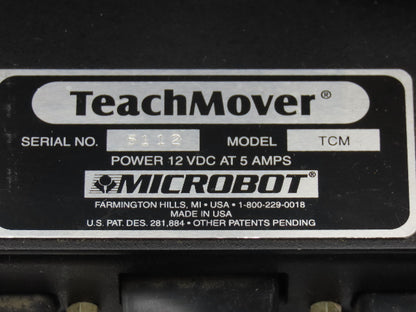 TeachMover®
SERIAL NO. 5112 MODEL TCM
POWER 12 VDC AT 5 AMPS
MICROBOT®
FARMINGTON HILLS, MI • USA • 1-800-229-0018
MADE IN USA
U.S. PAT. DES. 281,884 • OTHER PATENTS PENDING